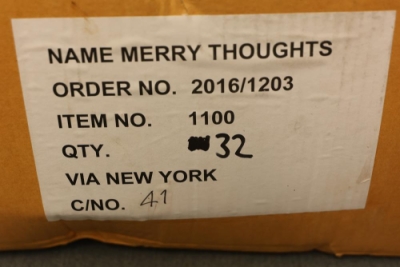 NAME MERRY THOUGHTS
ORDER NO. 2016/1203
ITEM NO. 1100
QTY. 32
VIA NEW YORK
C/NO. 41